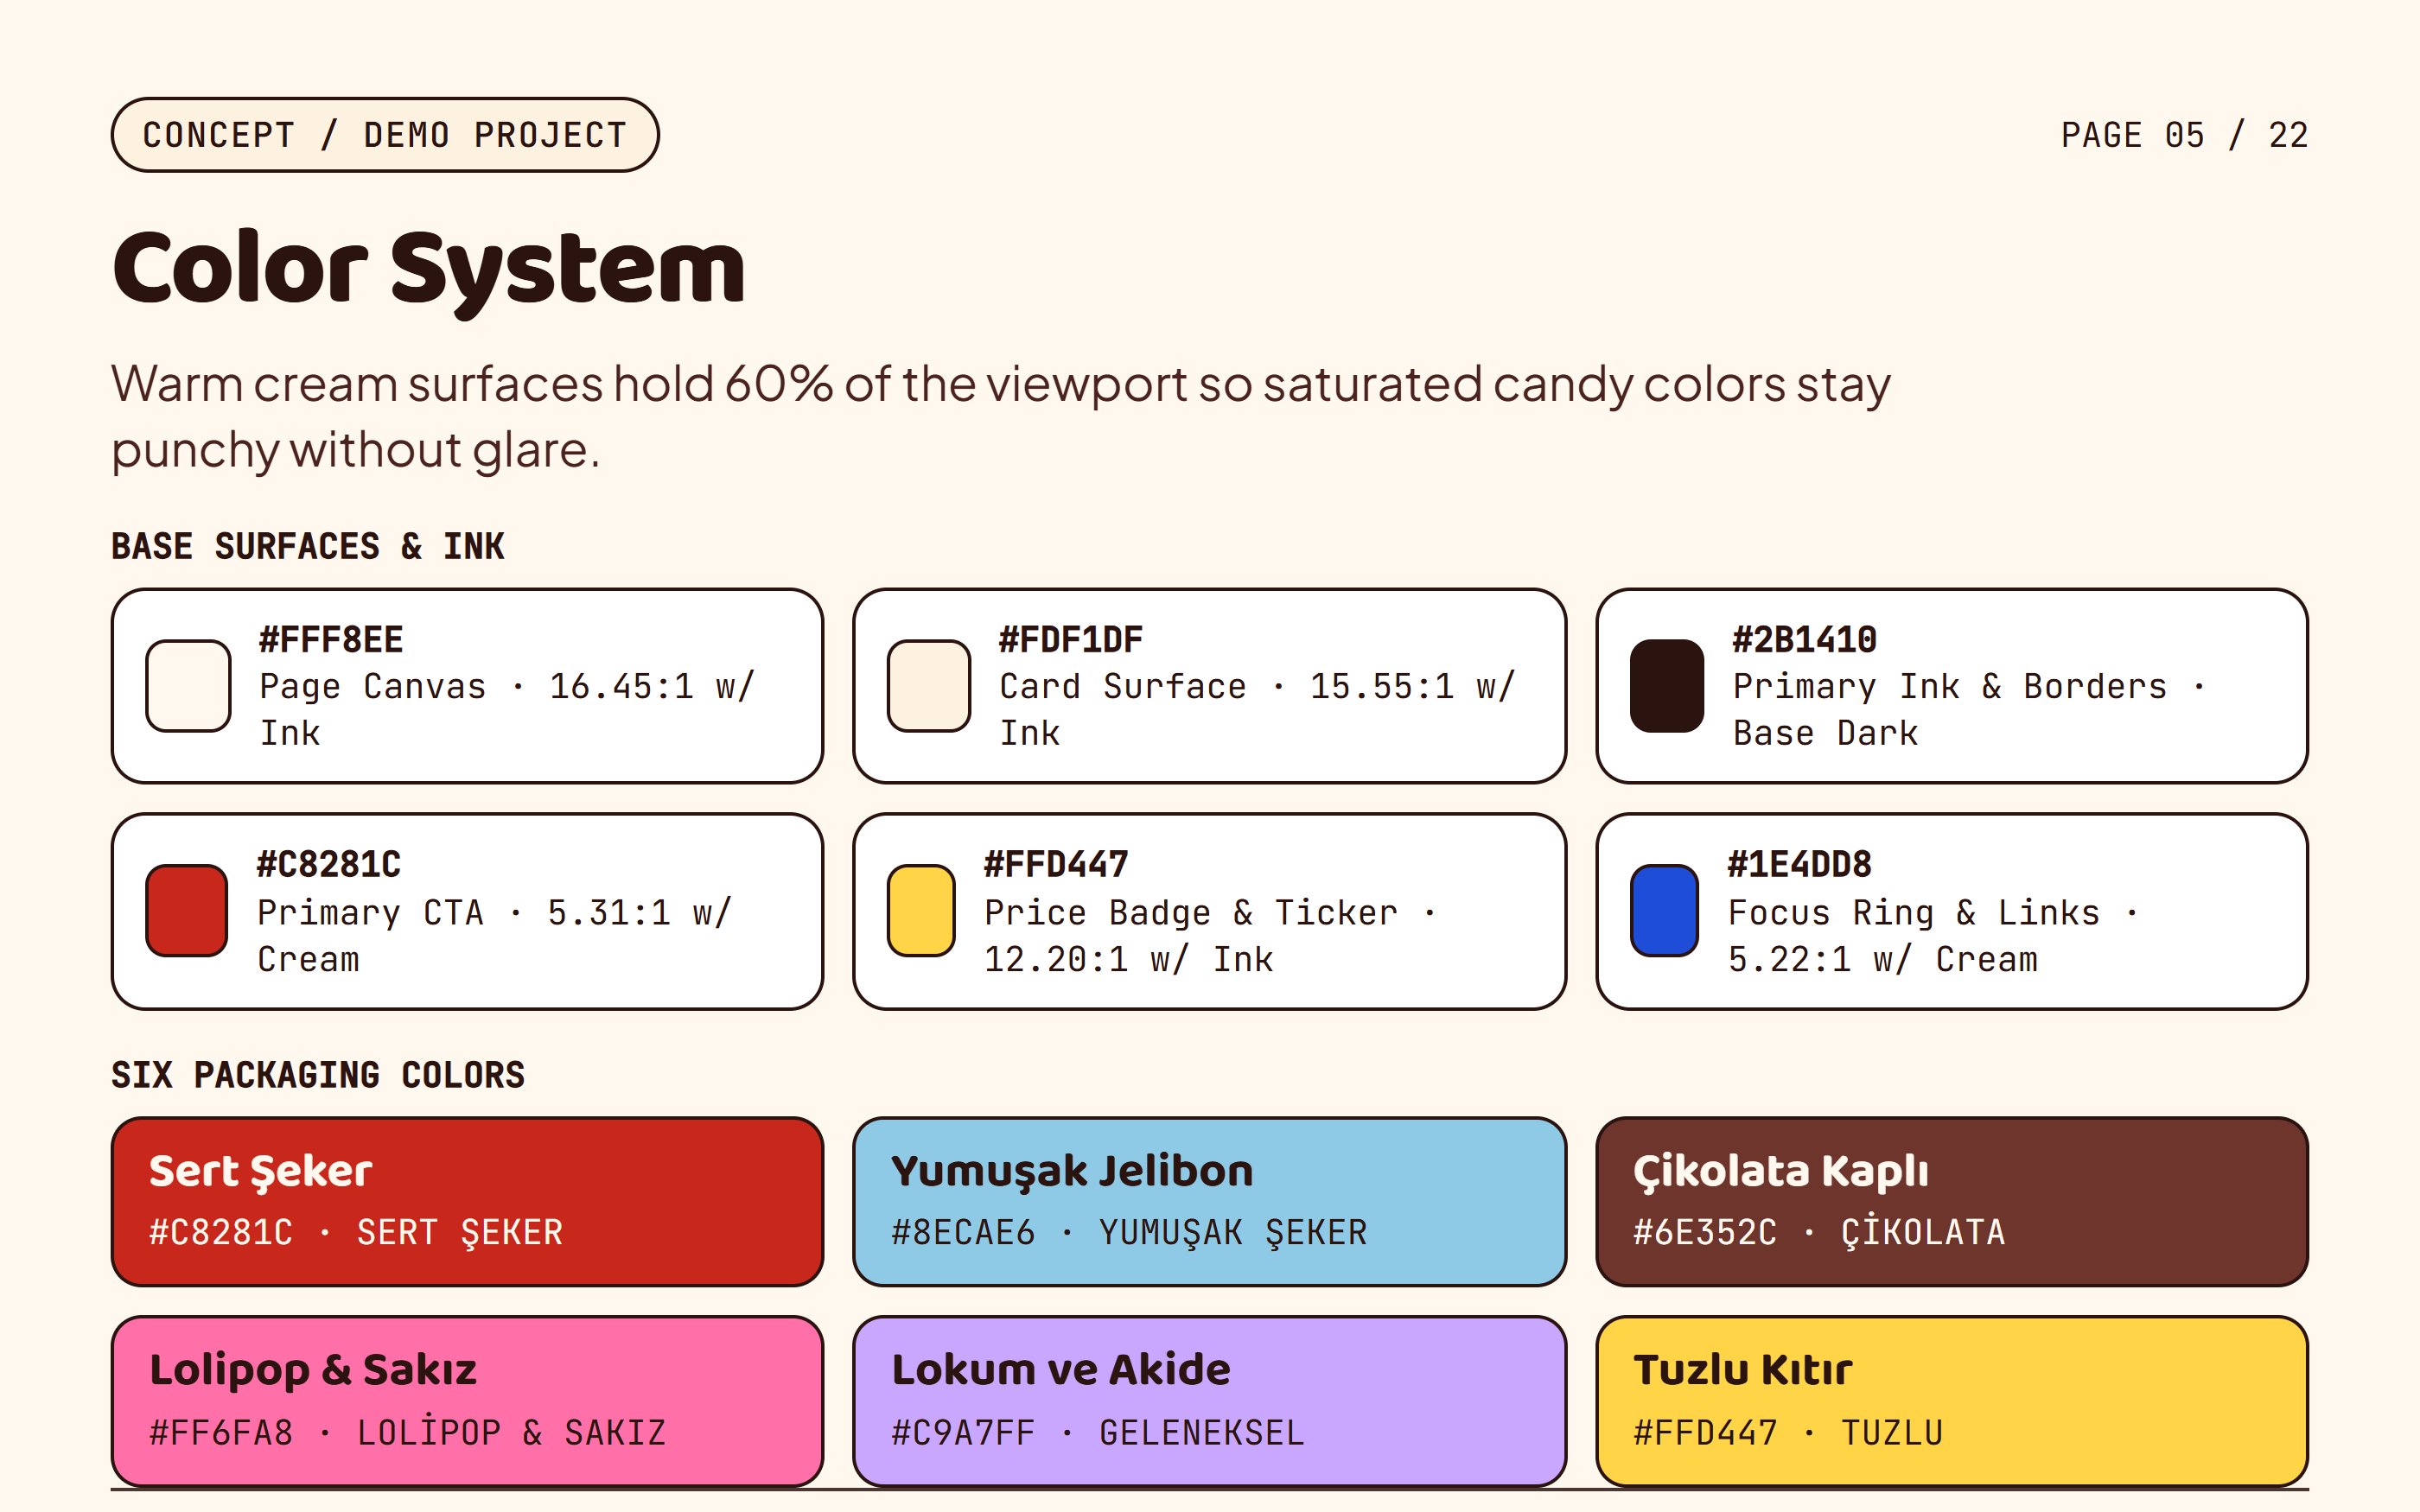 CONCEPT / DEMO PROJECT
PAGE 05 / 22
Color System
Warm cream surfaces hold 60% of the viewport so saturated candy colors stay
punchy without glare.
BASE SURFACES & INK
#FFF8EE
Page Canvas · 16.45:1 w/
Ink
#FDF1DF
Card Surface · 15.55:1 w/
Ink
#2B1410
Primary Ink & Borders ·
Base Dark
#C8281C
Primary CTA · 5.31:1 w/
Cream
#FFD447
Price Badge & Ticker ·
12.20:1 w/ Ink
#1E4DD8
Focus Ring & Links ·
5.22:1 w/ Cream
SIX PACKAGING COLORS
Sert Şeker
#C8281C · SERT ŞEKER
Yumuşak Jelibon
#8ECAE6 · YUMUŞAK ŞEKER
Çikolata Kaplı
#6E352C · ÇİKOLATA
Lolipop & Sakız
#FF6FA8 · LOLİPOP & SAKIZ
Lokum ve Akide
#C9A7FF · GELENEKSEL
Tuzlu Kıtır
#FFD447 · TUZLU